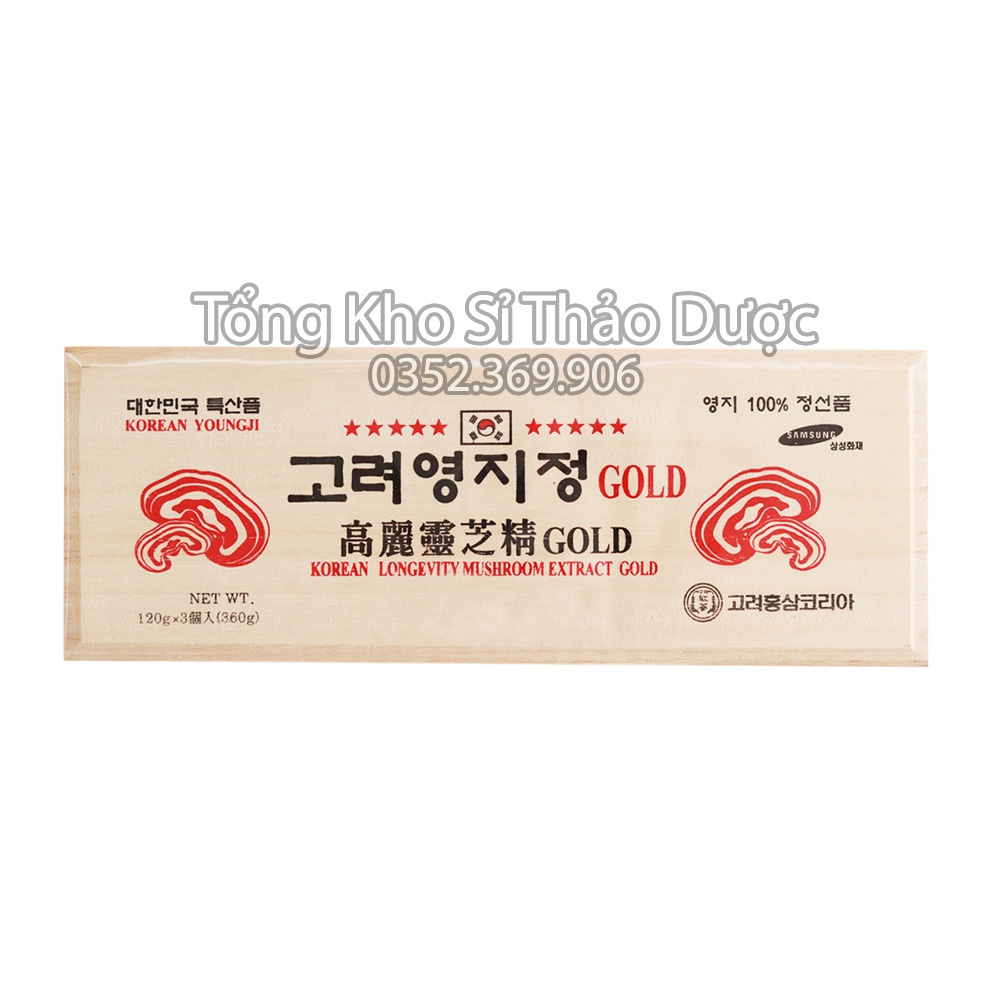 Tổng Kho Sỉ Thảo Dược
0352.369.906
대한민국 특산품
KOREAN YOUNGJI
영지 100% 정선품
SAMSUNG
삼성화재
고려영지정 GOLD
高麗靈芝精 GOLD
KOREAN LONGEVITY MUSHROOM EXTRACT GOLD
NET WT.
120g×3個入(360g)
고려홍삼코리아